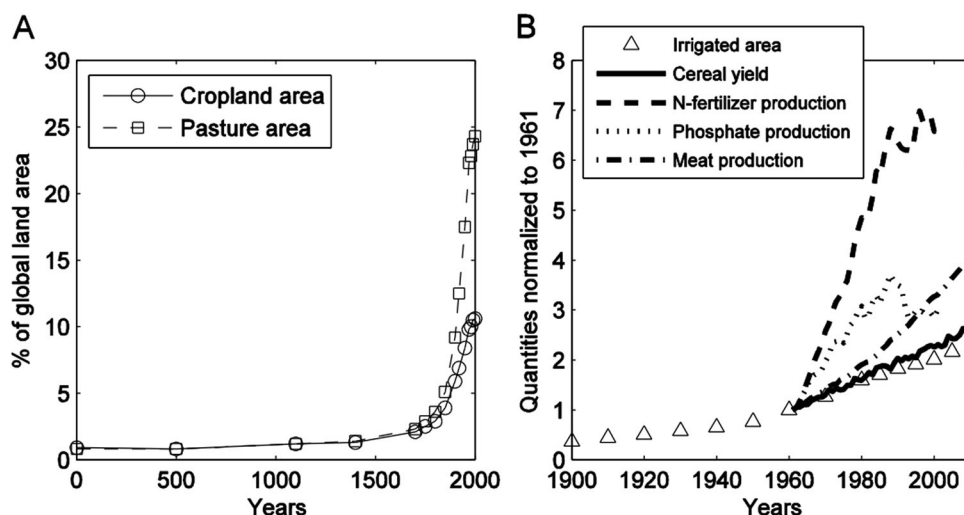 A
% of global land area
30
25
20
15
10
5
0
Cropland area
Pasture area
0 500 1000 1500 2000
Years
B
Quantities normalized to 1961
8
7
6
5
4
3
2
1
0
Irrigated area
Cereal yield
N-fertilizer production
Phosphate production
Meat production
1900 1920 1940 1960 1980 2000
Years